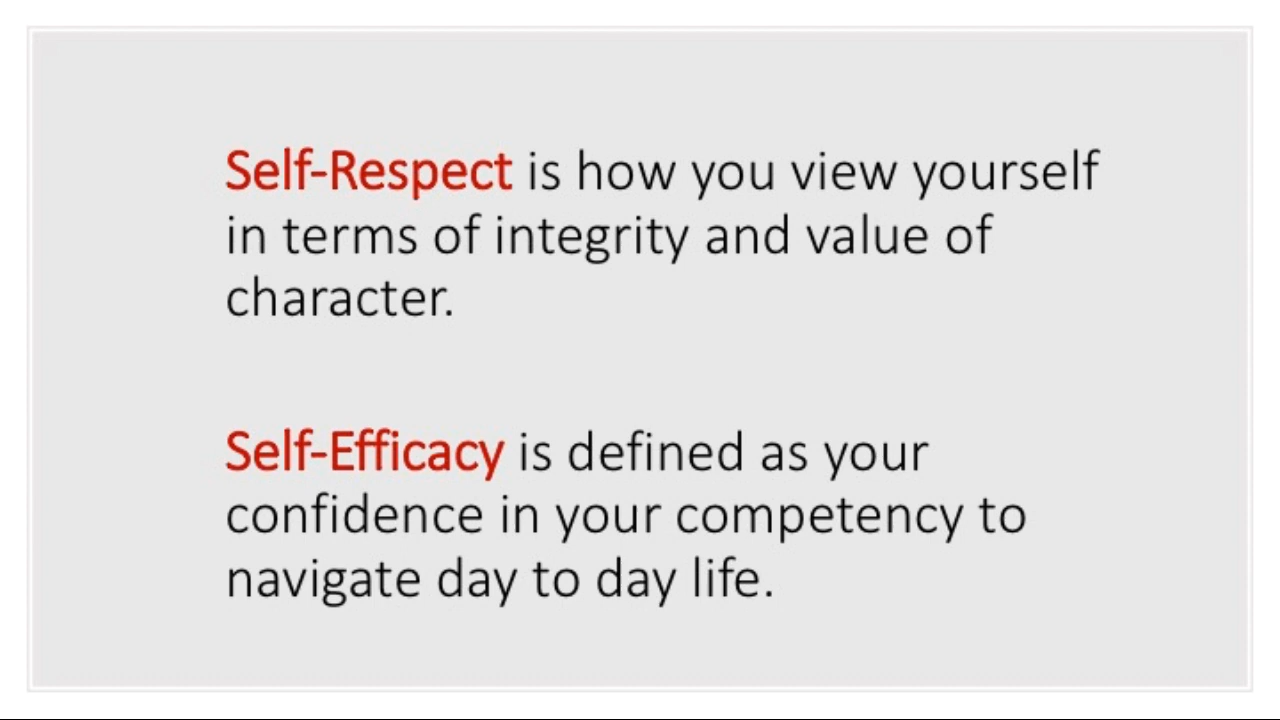 Self-Respect is how you view yourself
in terms of integrity and value of
character.
Self-Efficacy is defined as your
confidence in your competency to
navigate day to day life.